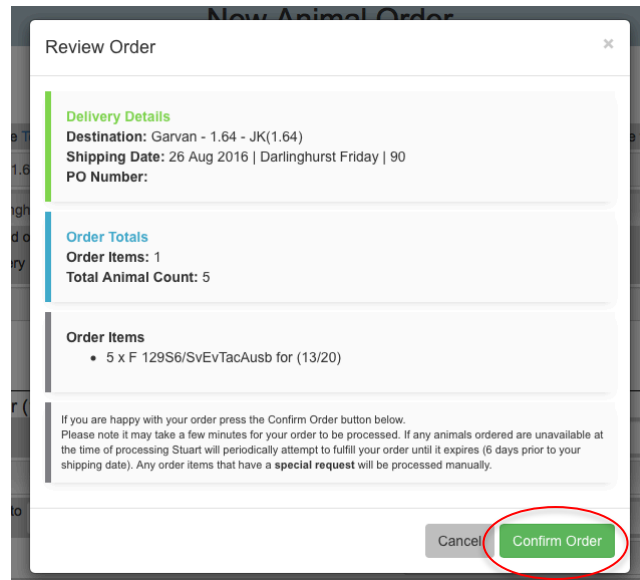 New Animal Order
Review Order ×
Delivery Details
Destination: Garvan - 1.64 - JK(1.64)
Shipping Date: 26 Aug 2016 | Darlinghurst Friday | 90
PO Number:
Order Totals
Order Items: 1
Total Animal Count: 5
Order Items
• 5 x F 129S6/SvEvTacAusb for (13/20)
If you are happy with your order press the Confirm Order button below.
Please note it may take a few minutes for your order to be processed. If any animals ordered are unavailable at
the time of processing Stuart will periodically attempt to fulfill your order until it expires (6 days prior to your
shipping date). Any order items that have a special request will be processed manually.
Cancel Confirm Order